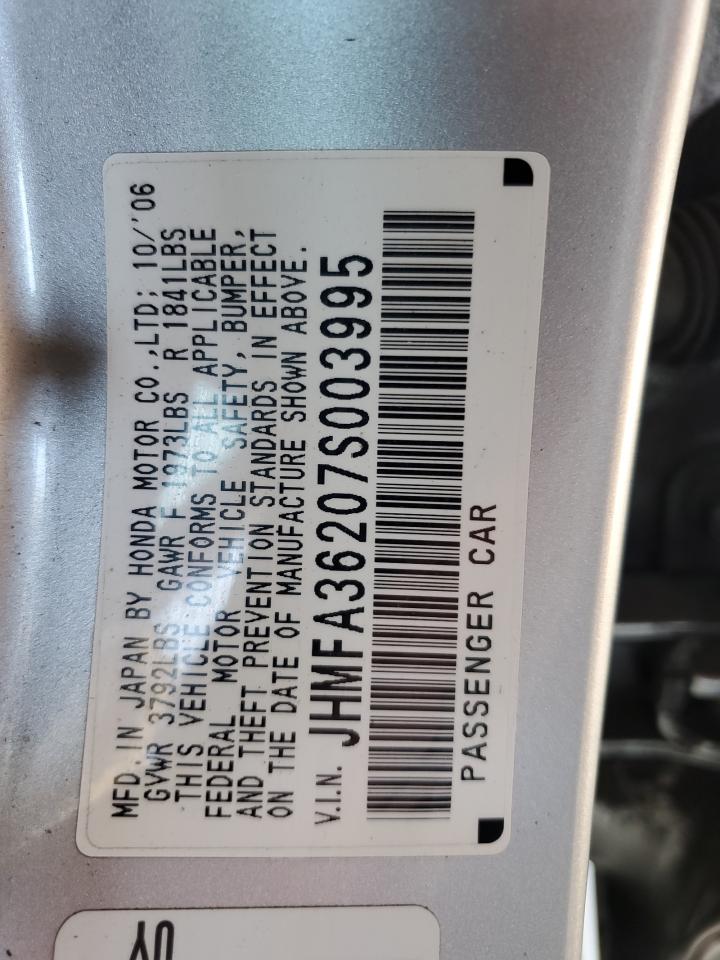 MFD. IN JAPAN BY HONDA MOTOR CO.,LTD; 10/'06
GVWR 3792LBS GAWR F 1973LBS R 1841LBS
THIS VEHICLE CONFORMS TO ALL APPLICABLE
FEDERAL MOTOR VEHICLE SAFETY, BUMPER,
AND THEFT PREVENTION STANDARDS IN EFFECT
ON THE DATE OF MANUFACTURE SHOWN ABOVE.
V.I.N. JHMFA36207S003995
PASSENGER CAR